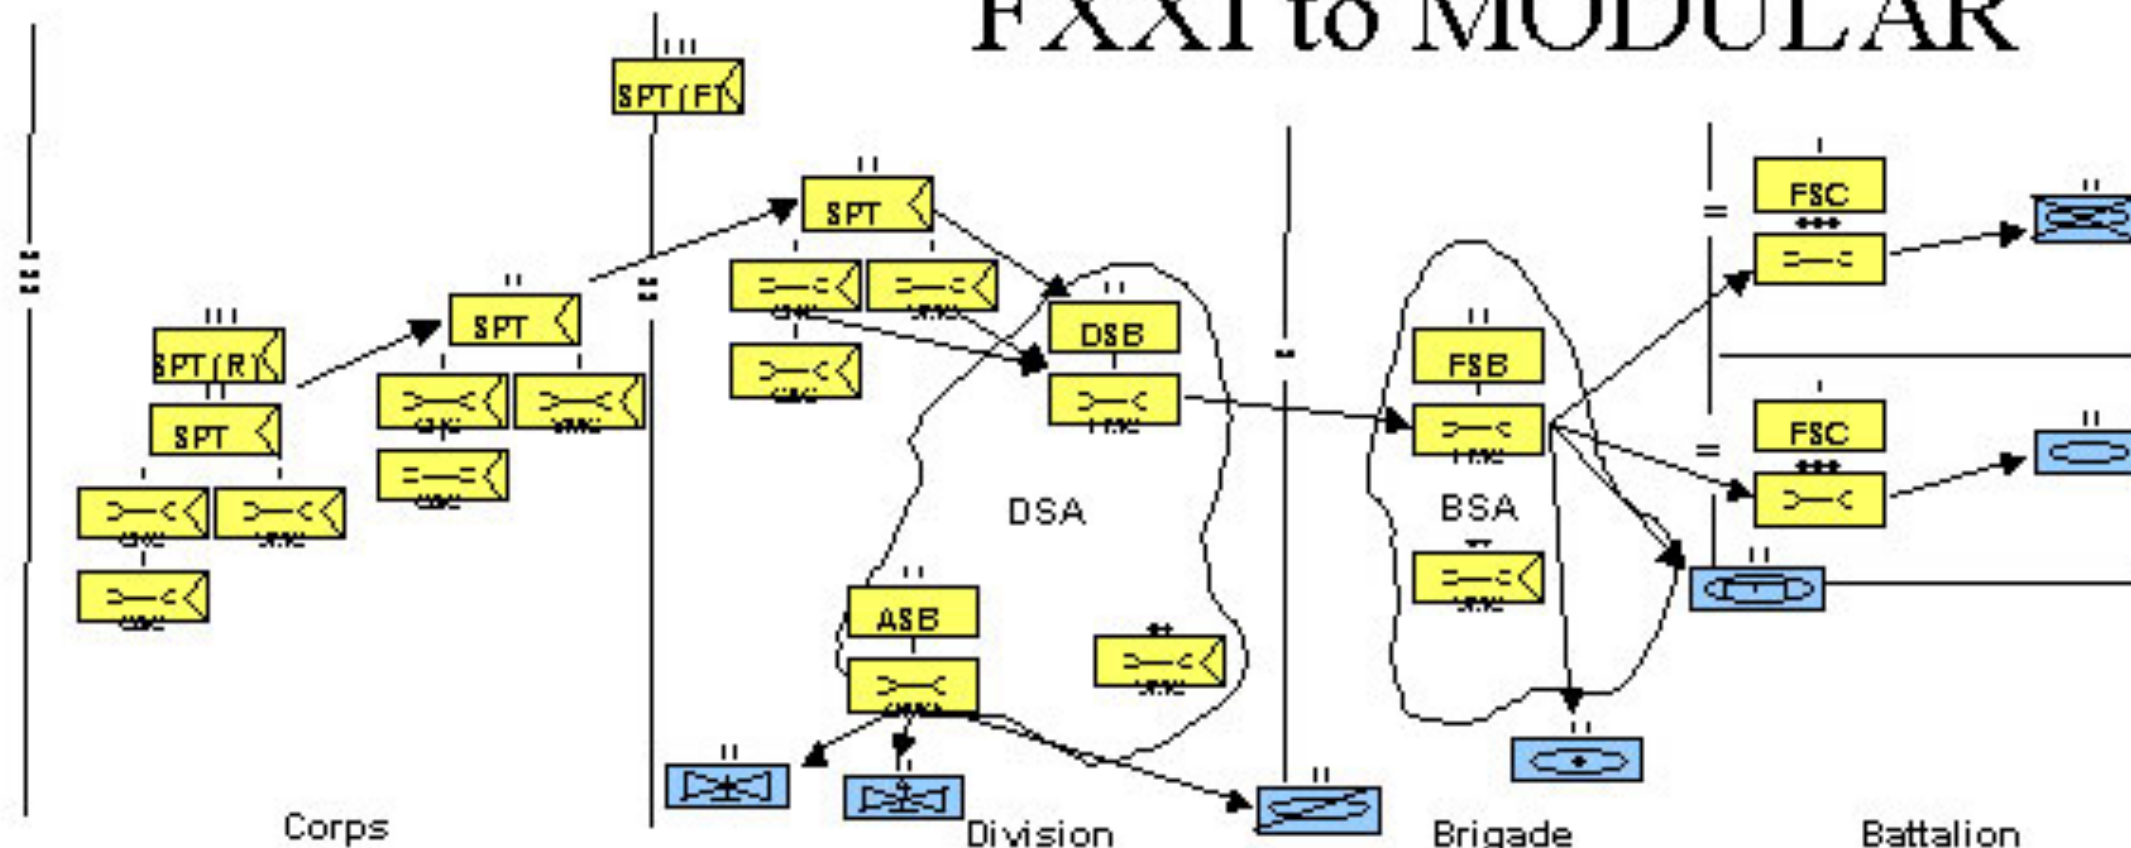 FXXI to MODULAR
SPT(F)
SPT
SPT
SPT(R)
SPT
DSB
FSB
FSC
FSC
DSA
BSA
ASB
Corps
Division
Brigade
Battalion